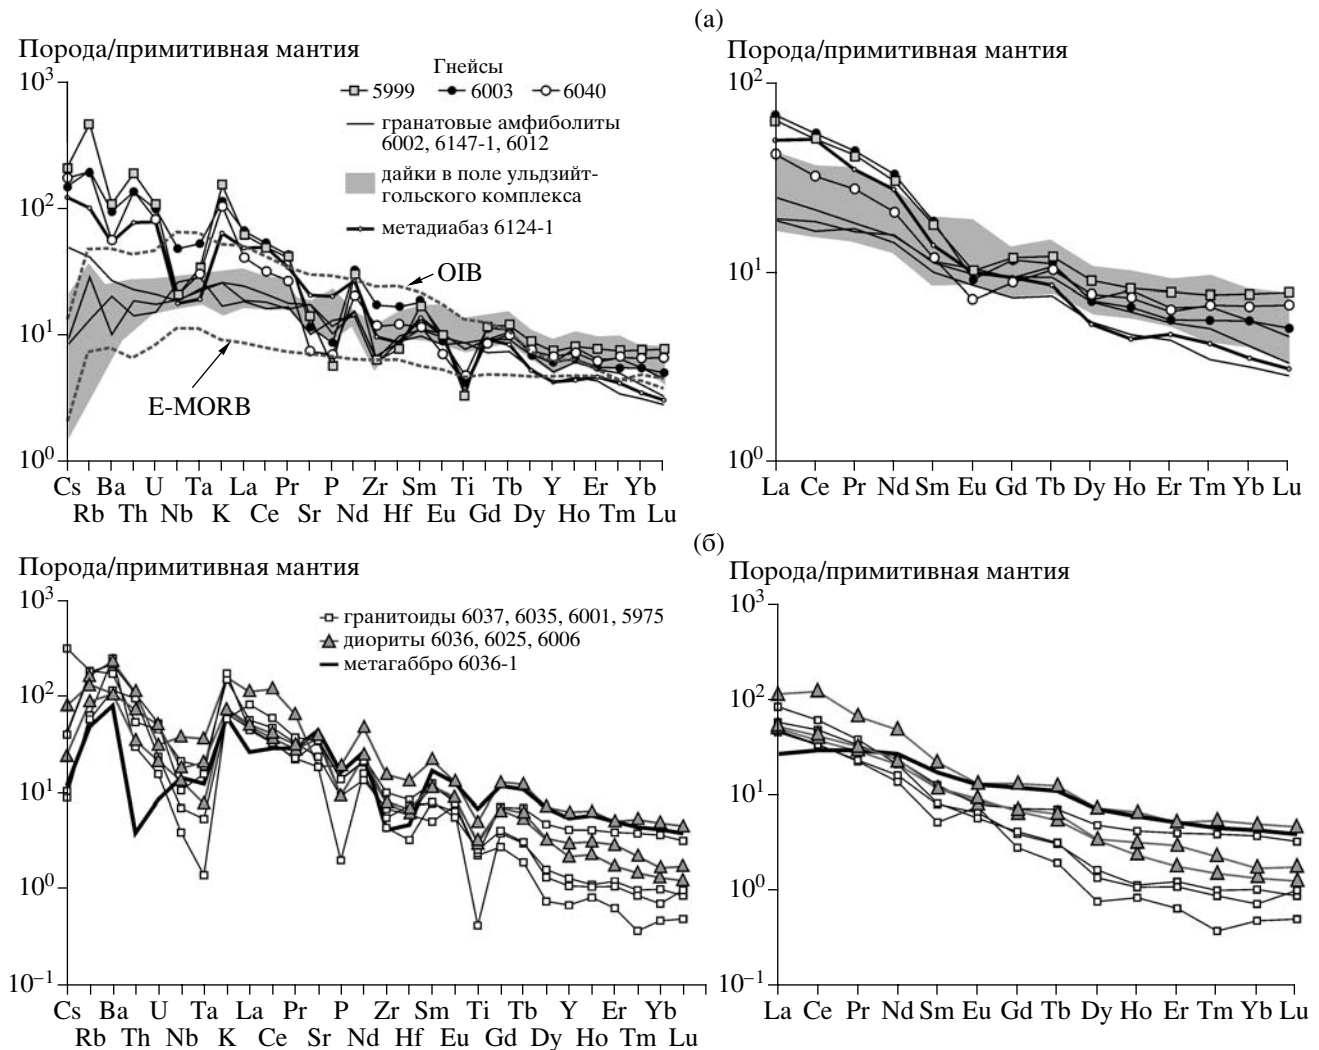 (а)
Порода/примитивная мантия
10³
10²
10¹
10⁰
Гнейсы
5999 6003 6040
гранатовые амфиболиты
6002, 6147-1, 6012
дайки в поле ульдзийт-
гольского комплекса
метадиабаз 6124-1
OIB
E-MORB
Cs Ba U Ta La Pr P Zr Sm Ti Tb Y Er Yb
Rb Th Nb K Ce Sr Nd Hf Eu Gd Dy Ho Tm Lu
Порода/примитивная мантия
10²
10¹
10⁰
La Ce Pr Nd Sm Eu Gd Tb Dy Ho Er Tm Yb Lu
(б)
Порода/примитивная мантия
10³
10²
10¹
10⁰
10⁻¹
гранитоиды 6037, 6035, 6001, 5975
диориты 6036, 6025, 6006
метагаббро 6036-1
Cs Ba U Ta La Pr P Zr Sm Ti Tb Y Er Yb
Rb Th Nb K Ce Sr Nd Hf Eu Gd Dy Ho Tm Lu
Порода/примитивная мантия
10³
10²
10¹
10⁰
10⁻¹
La Ce Pr Nd Sm Eu Gd Tb Dy Ho Er Tm Yb Lu